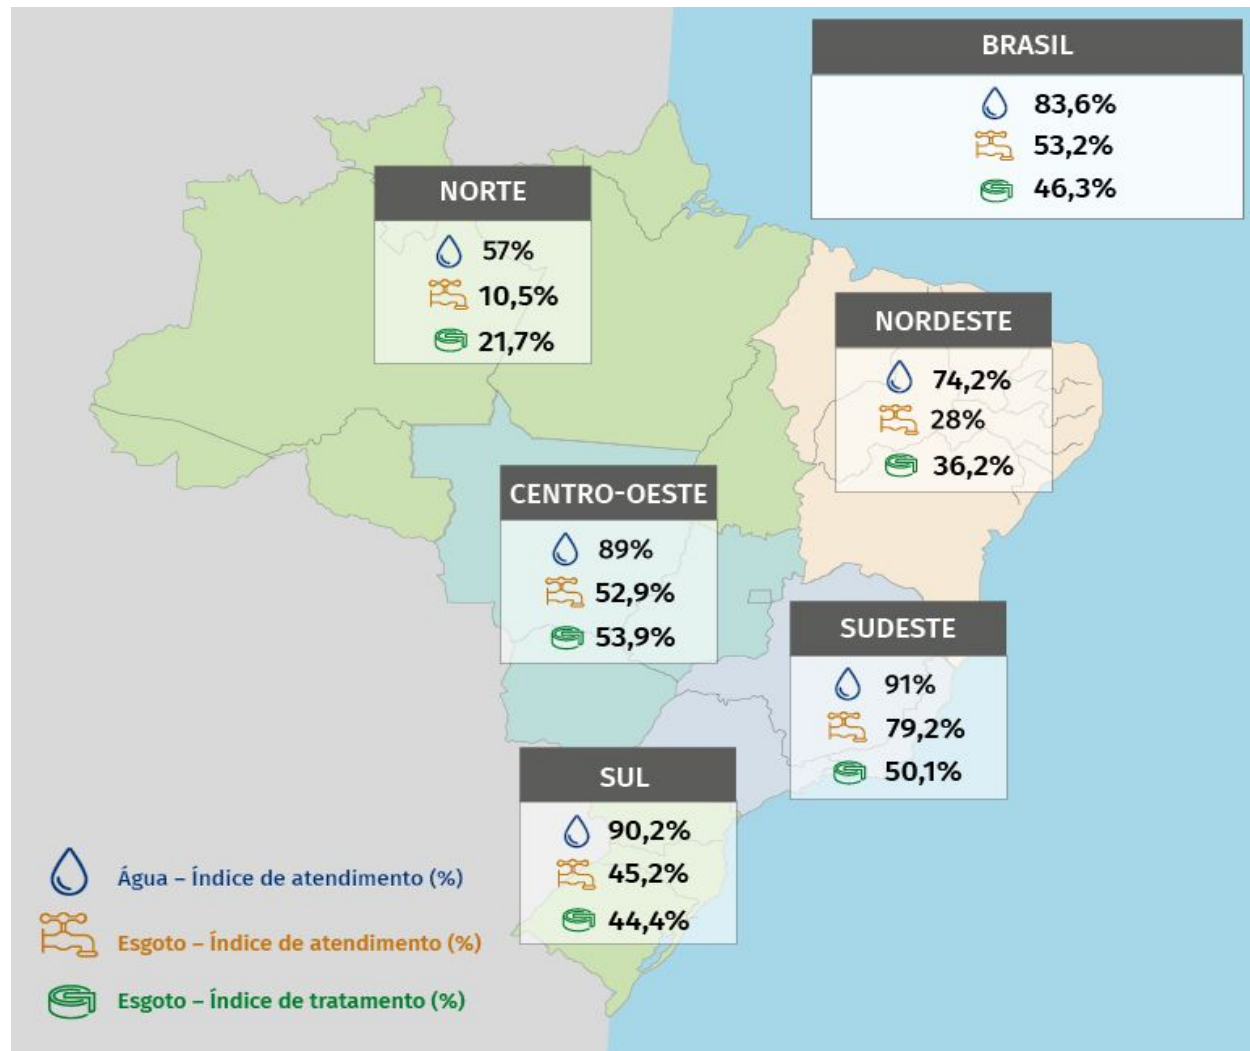 BRASIL
83,6%
53,2%
46,3%
NORTE
57%
10,5%
21,7%
NORDESTE
74,2%
28%
36,2%
CENTRO-OESTE
89%
52,9%
53,9%
SUDESTE
91%
79,2%
50,1%
SUL
90,2%
45,2%
44,4%
Água – Índice de atendimento (%)
Esgoto – Índice de atendimento (%)
Esgoto – Índice de tratamento (%)